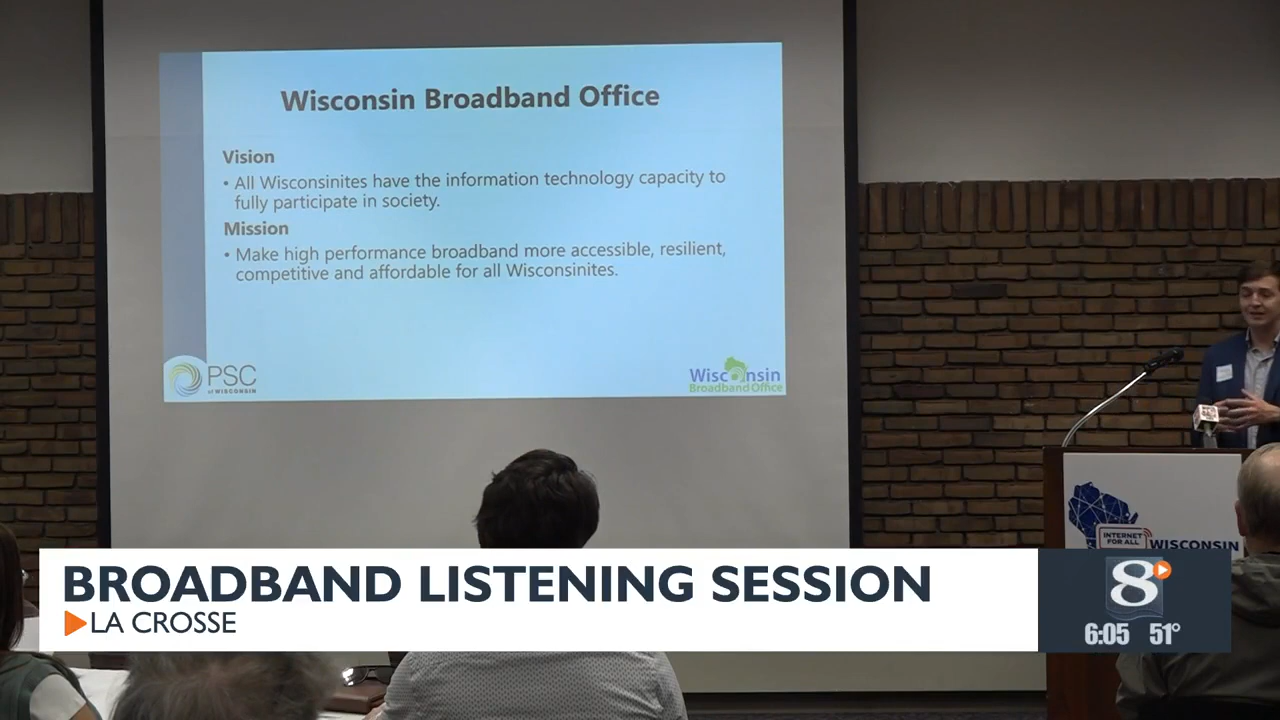 Wisconsin Broadband Office
Vision
• All Wisconsinites have the information technology capacity to
fully participate in society.
Mission
• Make high performance broadband more accessible, resilient,
competitive and affordable for all Wisconsinites.
PSC
OF WISCONSIN
Wisconsin
Broadband Office
INTERNET
FOR ALL
WISCONSIN
BROADBAND LISTENING SESSION
LA CROSSE
8
6:05 51°